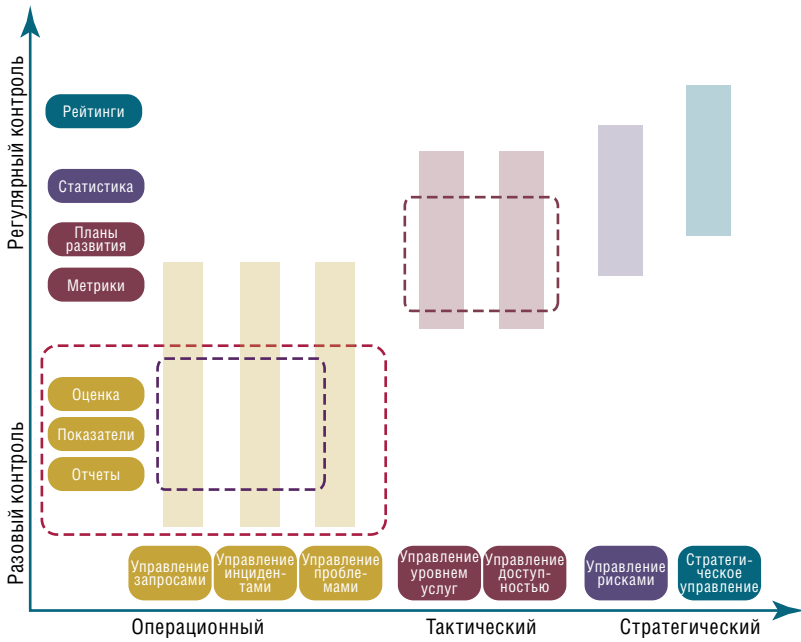 Регулярный контроль
Разовый контроль
Рейтинги
Статистика
Планы
развития
Метрики
Оценка
Показатели
Отчеты
Управление
запросами
Управление
инциден-
тами
Управление
пробле-
мами
Управление
уровнем
услуг
Управление
доступ-
ностью
Управление
рисками
Стратеги-
ческое
управление
Операционный
Тактический
Стратегический